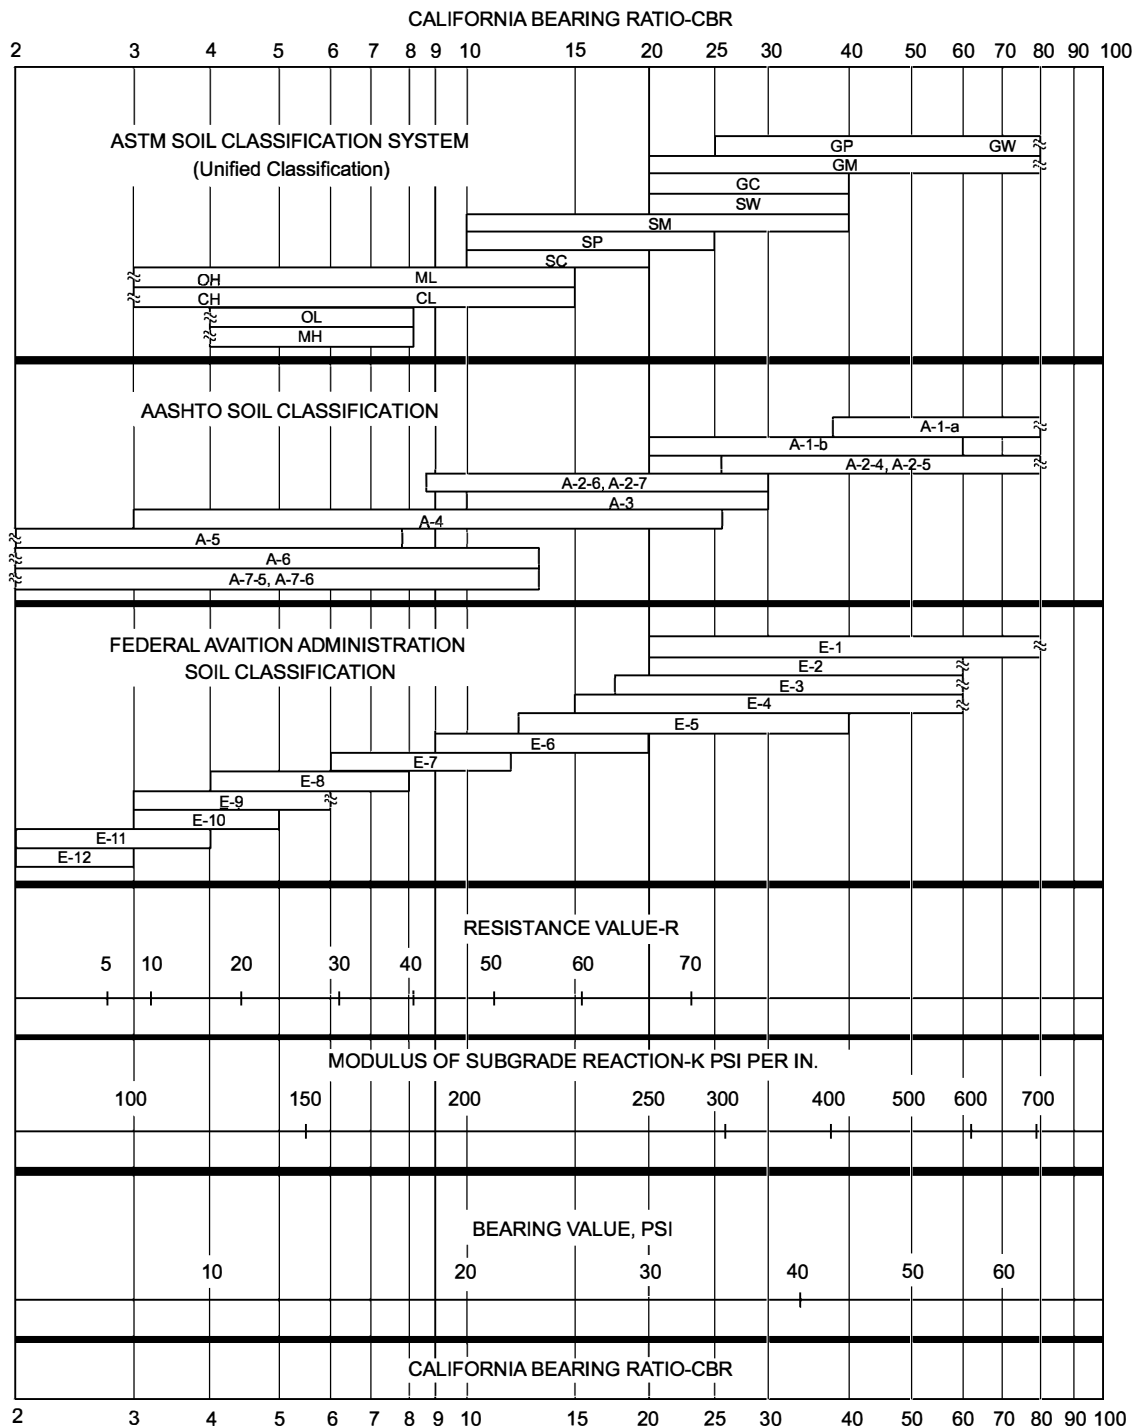 CALIFORNIA BEARING RATIO-CBR
2 3 4 5 6 7 8 9 10 15 20 25 30 40 50 60 70 80 90 100
ASTM SOIL CLASSIFICATION SYSTEM
(Unified Classification)
GP GW
GM
GC
SW
SM
SP
SC
OH ML
CH CL
OL
MH
AASHTO SOIL CLASSIFICATION
A-1-a
A-1-b
A-2-4, A-2-5
A-2-6, A-2-7
A-3
A-4
A-5
A-6
A-7-5, A-7-6
FEDERAL AVAITION ADMINISTRATION
SOIL CLASSIFICATION
E-1
E-2
E-3
E-4
E-5
E-6
E-7
E-8
E-9
E-10
E-11
E-12
RESISTANCE VALUE-R
5 10 20 30 40 50 60 70
MODULUS OF SUBGRADE REACTION-K PSI PER IN.
100 150 200 250 300 400 500 600 700
BEARING VALUE, PSI
10 20 30 40 50 60
CALIFORNIA BEARING RATIO-CBR
2 3 4 5 6 7 8 9 10 15 20 25 30 40 50 60 70 80 90 100